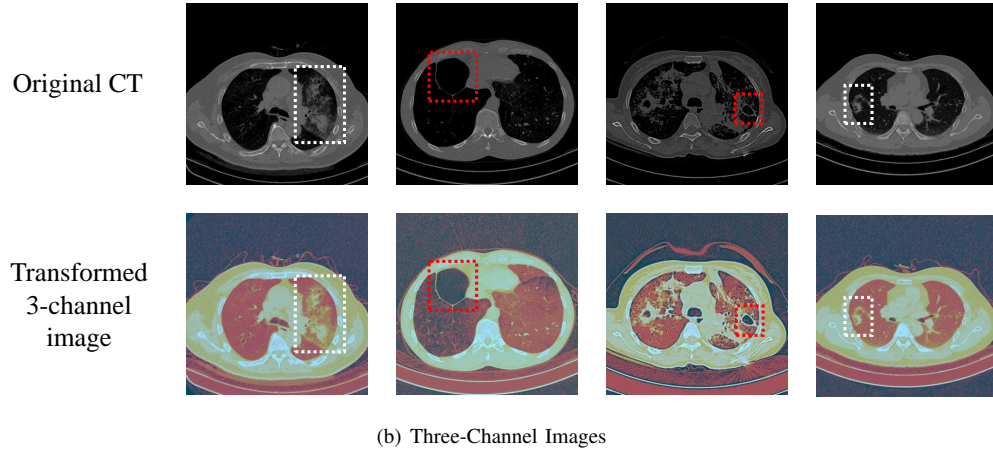 Original CT
Transformed
3-channel
image
(b) Three-Channel Images